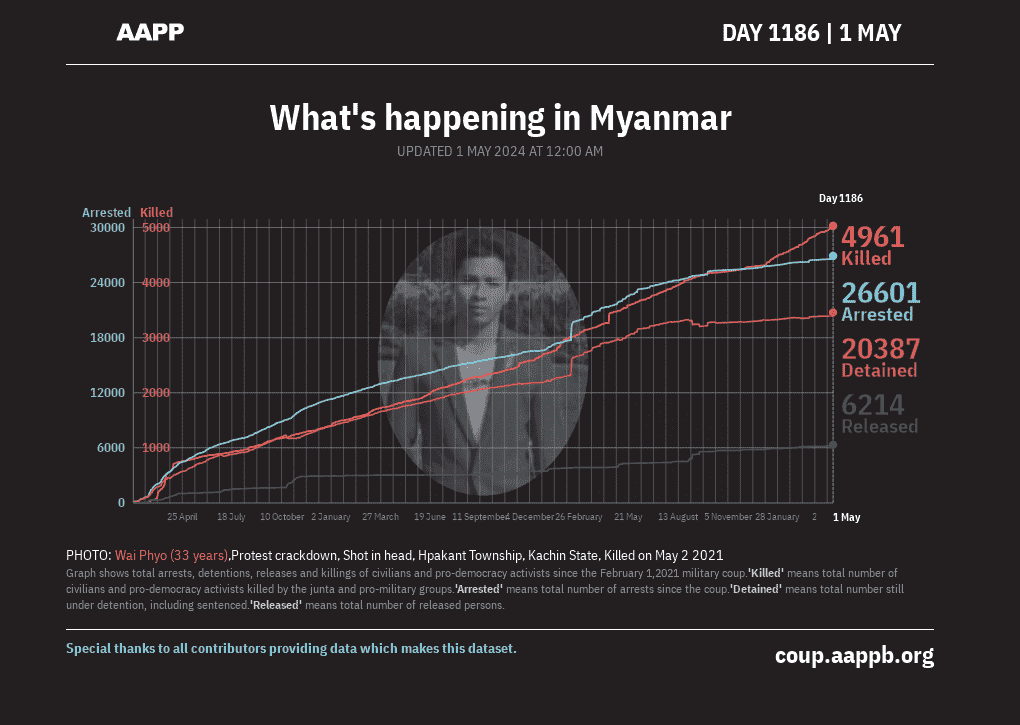 AAPP
DAY 1186 | 1 MAY
What's happening in Myanmar
UPDATED 1 MAY 2024 AT 12:00 AM
Day 1186
Arrested Killed
30000 5000
24000 4000
18000 3000
12000 2000
6000 1000
0
4961
Killed
26601
Arrested
20387
Detained
6214
Released
25 April 18 July 10 October 2 January 27 March 19 June 11 September 4 December 26 February 21 May 13 August 5 November 28 January 2 1 May
PHOTO: Wai Phyo (33 years),Protest crackdown, Shot in head, Hpakant Township, Kachin State, Killed on May 2 2021
Graph shows total arrests, detentions, releases and killings of civilians and pro-democracy activists since the February 1,2021 military coup.'Killed' means total number of
civilians and pro-democracy activists killed by the junta and pro-military groups.'Arrested' means total number of arrests since the coup.'Detained' means total number still
under detention, including sentenced.'Released' means total number of released persons.
Special thanks to all contributors providing data which makes this dataset.
coup.aappb.org